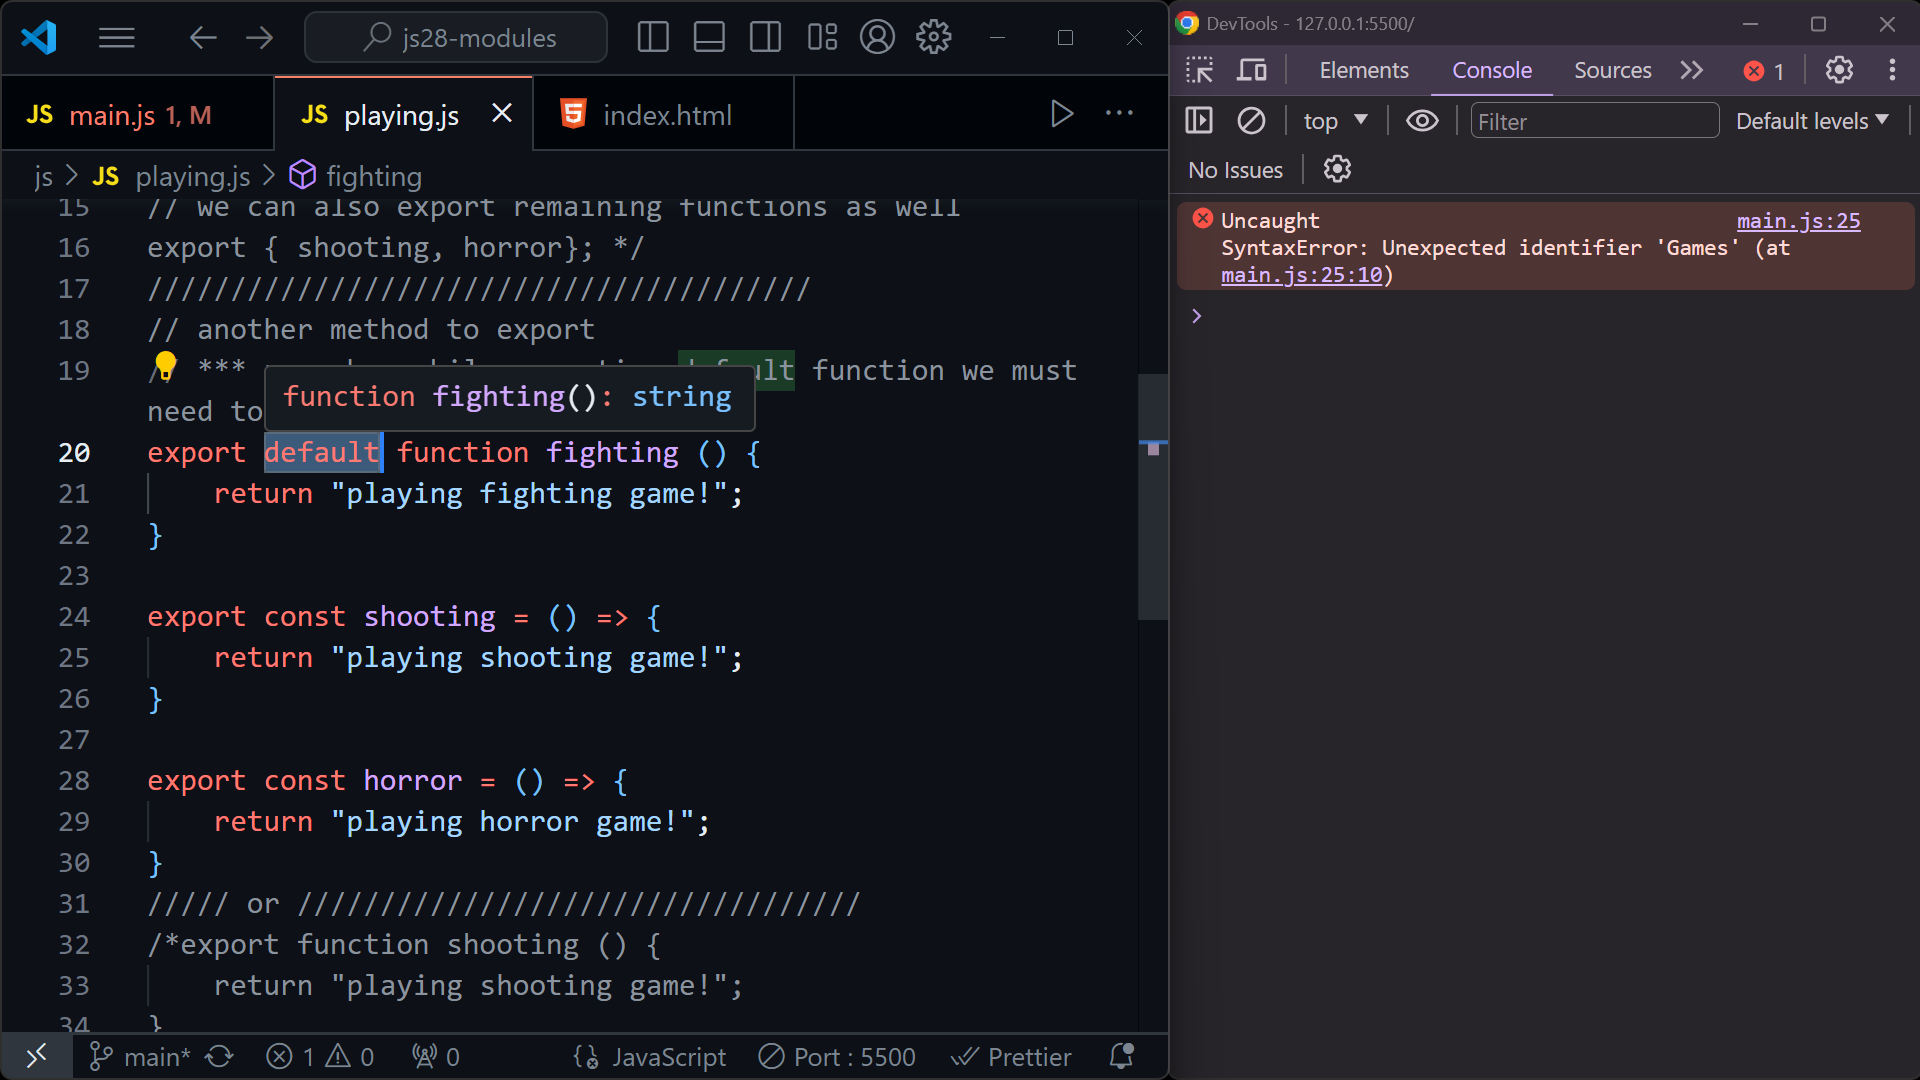 js28-modules
JS main.js 1, M
JS playing.js
index.html
js > JS playing.js > fighting
15 // we can also export remaining functions as well
16 export { shooting, horror}; */
17 ////////////////////////////////////////
18 // another method to export
19 // *** function we must
need to
function fighting(): string
20 export default function fighting () {
21 return "playing fighting game!";
22 }
23
24 export const shooting = () => {
25 return "playing shooting game!";
26 }
27
28 export const horror = () => {
29 return "playing horror game!";
30 }
31 ///// or //////////////////////////////////
32 /*export function shooting () {
33 return "playing shooting game!";
34 }
main* 1 0 0 JavaScript Port : 5500 Prettier
DevTools - 127.0.0.1:5500/
Elements Console Sources 1
top Filter Default levels
No Issues
Uncaught main.js:25
SyntaxError: Unexpected identifier 'Games' (at
main.js:25:10)